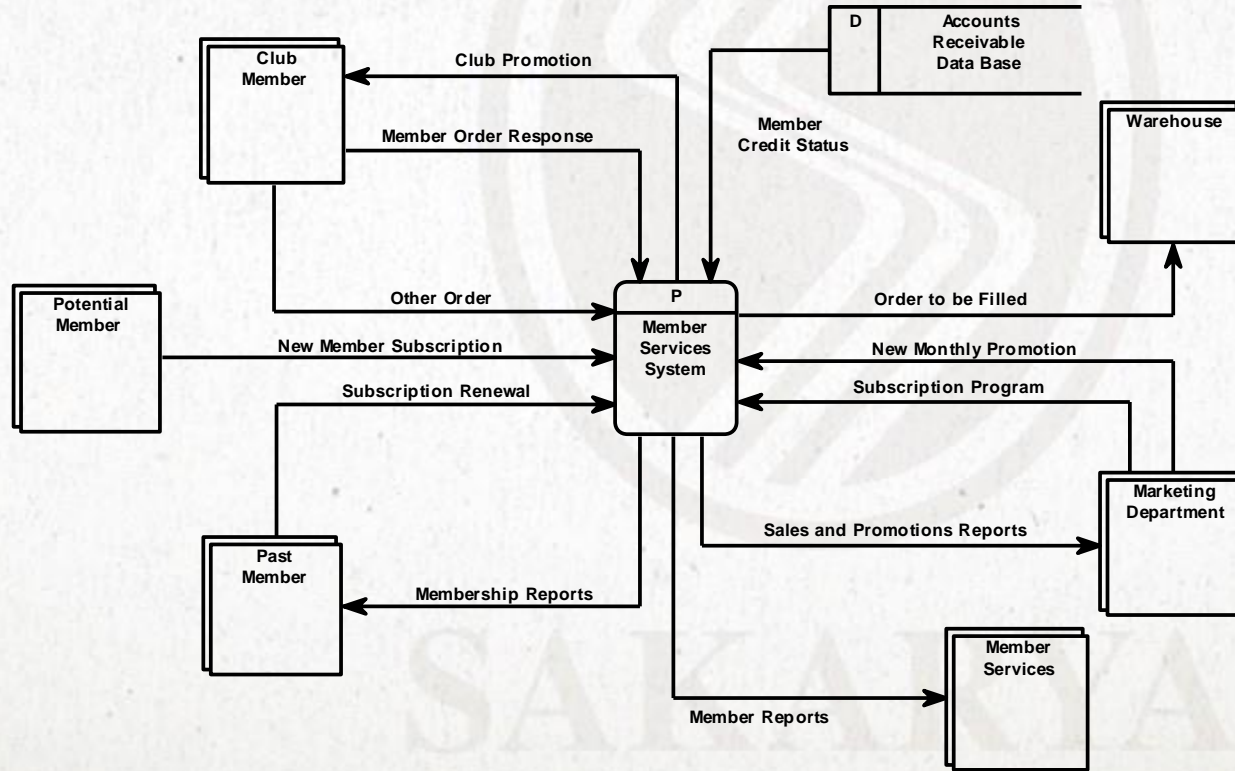 D
Accounts
Receivable
Data Base
Club
Member
Club Promotion
Member Order Response
Member
Credit Status
Warehouse
Potential
Member
Other Order
P
Member
Services
System
Order to be Filled
New Member Subscription
New Monthly Promotion
Subscription Renewal
Subscription Program
Marketing
Department
Sales and Promotions Reports
Past
Member
Membership Reports
Member
Services
Member Reports
SAKARYA